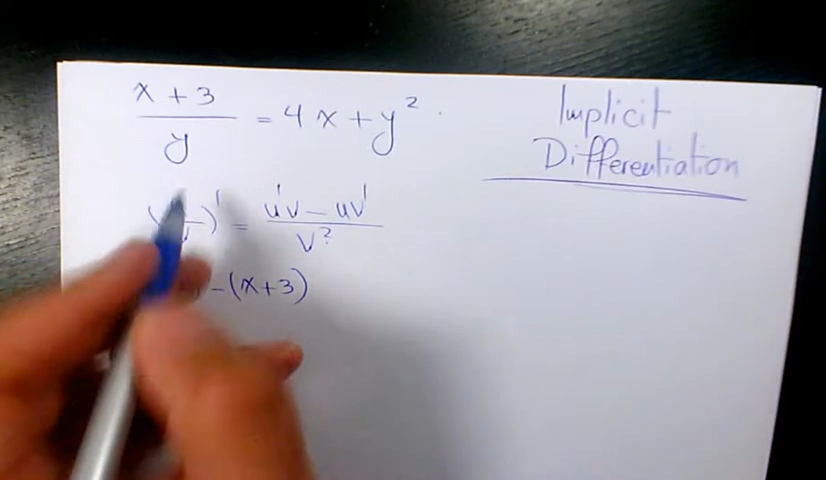 x + 3
y
= 4x + y²
Implicit
Differentiation
)' = u'v - uv'
v²
- (x+3)